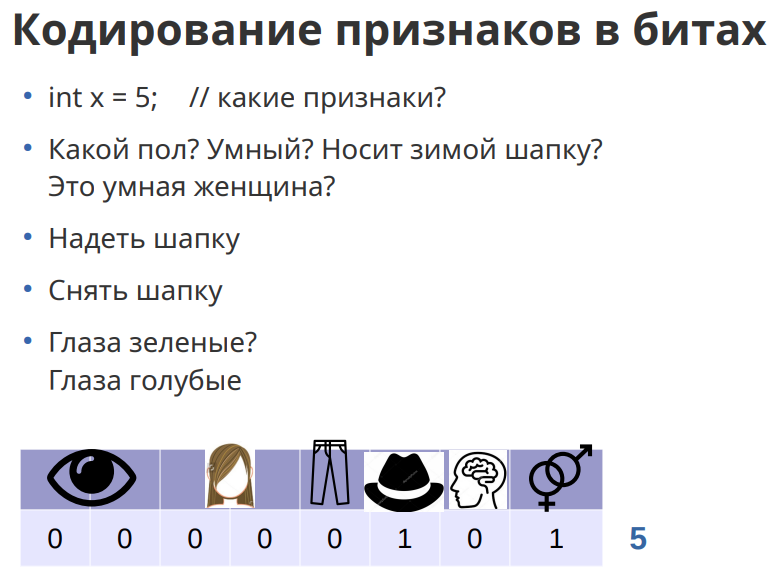 Кодирование признаков в битах
int x = 5; // какие признаки?
Какой пол? Умный? Носит зимой шапку?
Это умная женщина?
Надеть шапку
Снять шапку
Глаза зеленые?
Глаза голубые
0 0 0 0 0 1 0 1 5